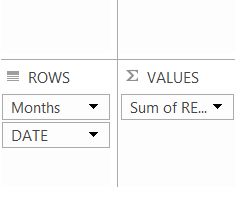 ROWS
Months
DATE
Σ VALUES
Sum of RE...